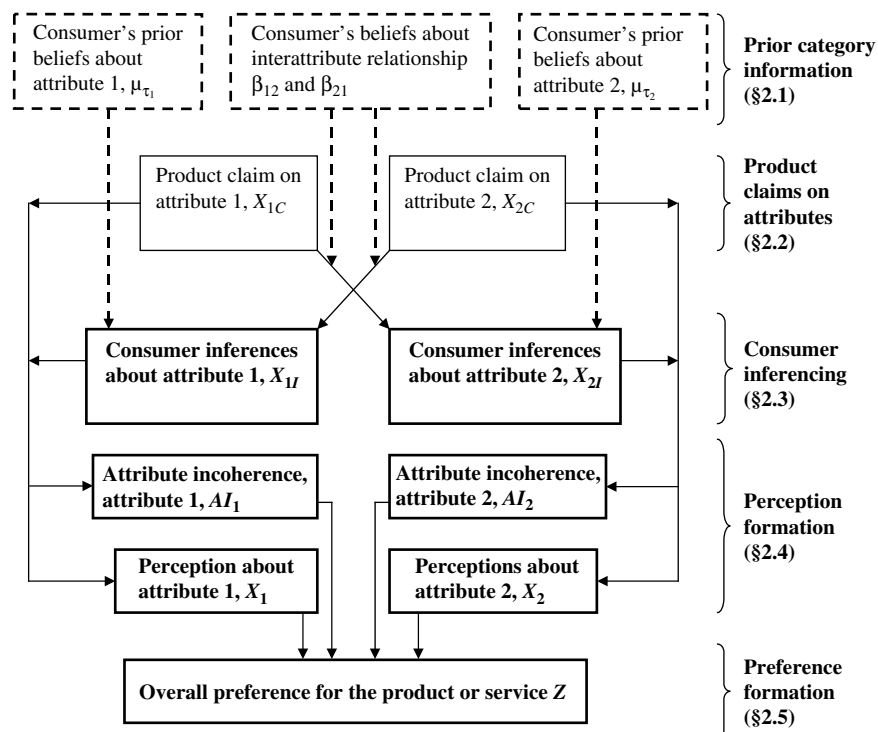 Consumer's prior
beliefs about
attribute 1, μτ1
Consumer's beliefs about
interattribute relationship
β12 and β21
Consumer's prior
beliefs about
attribute 2, μτ2
Prior category
information
(§2.1)
Product claim on
attribute 1, X1C
Product claim on
attribute 2, X2C
Product
claims on
attributes
(§2.2)
Consumer inferences
about attribute 1, X1I
Consumer inferences
about attribute 2, X2I
Consumer
inferencing
(§2.3)
Attribute incoherence,
attribute 1, AI1
Attribute incoherence,
attribute 2, AI2
Perception about
attribute 1, X1
Perceptions about
attribute 2, X2
Perception
formation
(§2.4)
Overall preference for the product or service Z
Preference
formation
(§2.5)